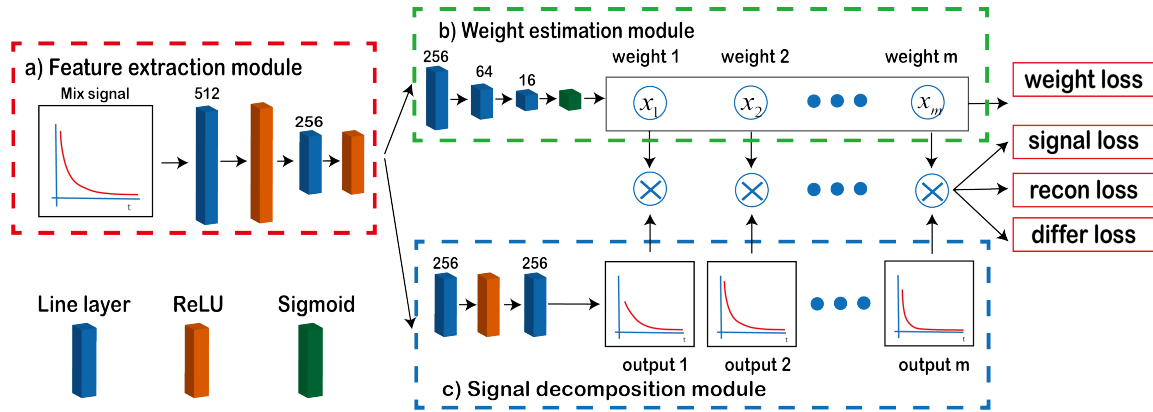 a) Feature extraction module
Mix signal
t
512
256
b) Weight estimation module
256
64
16
weight 1
weight 2
weight m
x1
x2
xm
weight loss
signal loss
recon loss
differ loss
256
256
t
t
t
output 1
output 2
output m
c) Signal decomposition module
Line layer
ReLU
Sigmoid